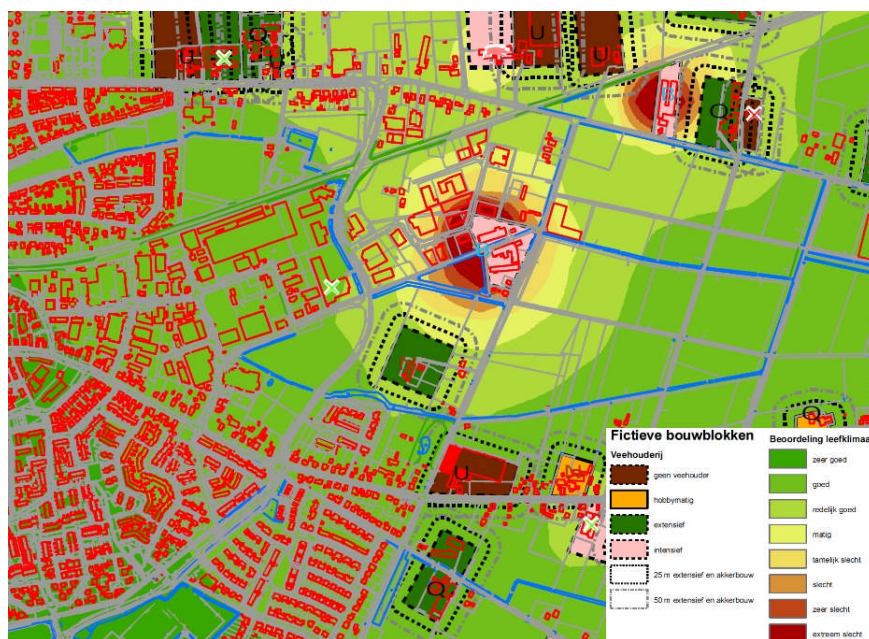 U
O
U
U
U
O
U
O
O
Fictieve bouwblokken
Veehouderij
geen veehouder
hobbymatig
extensief
intensief
25 m extensief en akkerbouw
50 m extensief en akkerbouw
Beoordeling leefklimaa
zeer goed
goed
redelijk goed
matig
tamelijk slecht
slecht
zeer slecht
extreem slecht